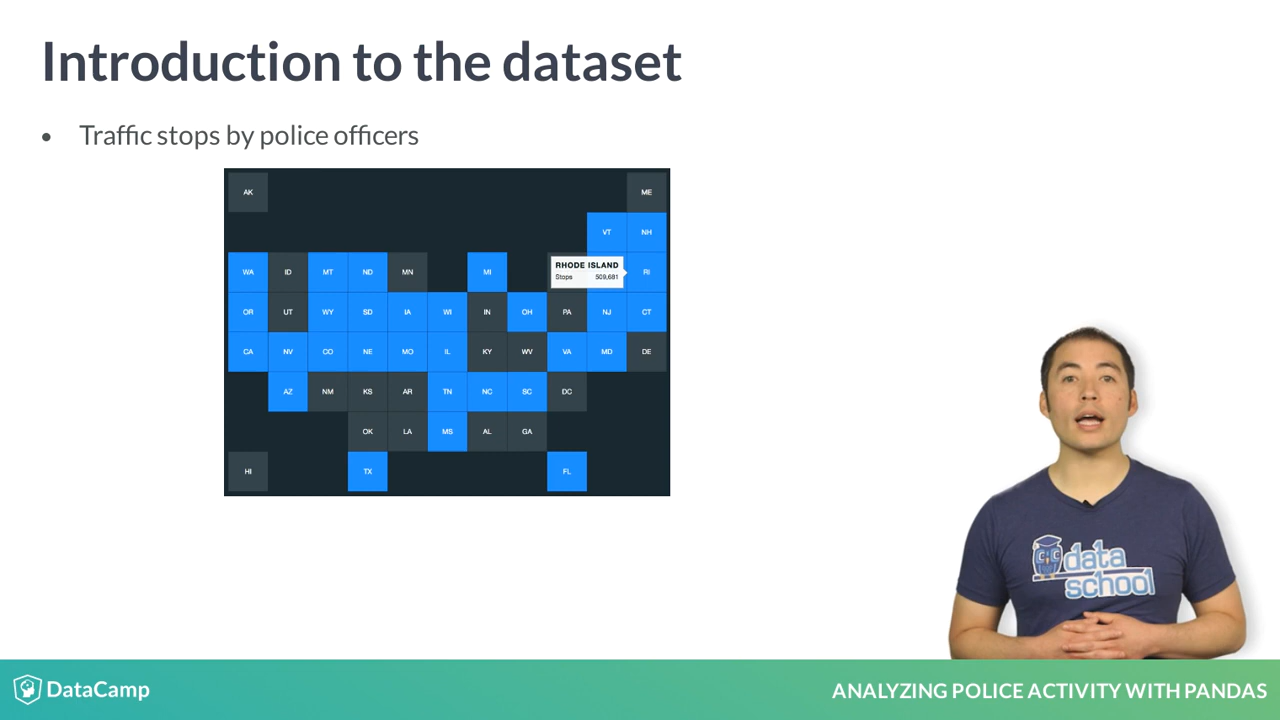 Introduction to the dataset
• Traffic stops by police officers
AK ME
VT NH
WA ID MT ND MN MI RI
RHODE ISLAND
Stops 509,681
OR UT WY SD IA WI IN OH PA NJ CT
CA NV CO NE MO IL KY WV VA MD DE
AZ NM KS AR TN NC SC DC
OK LA MS AL GA
HI TX FL
data
school
DataCamp
ANALYZING POLICE ACTIVITY WITH PANDAS